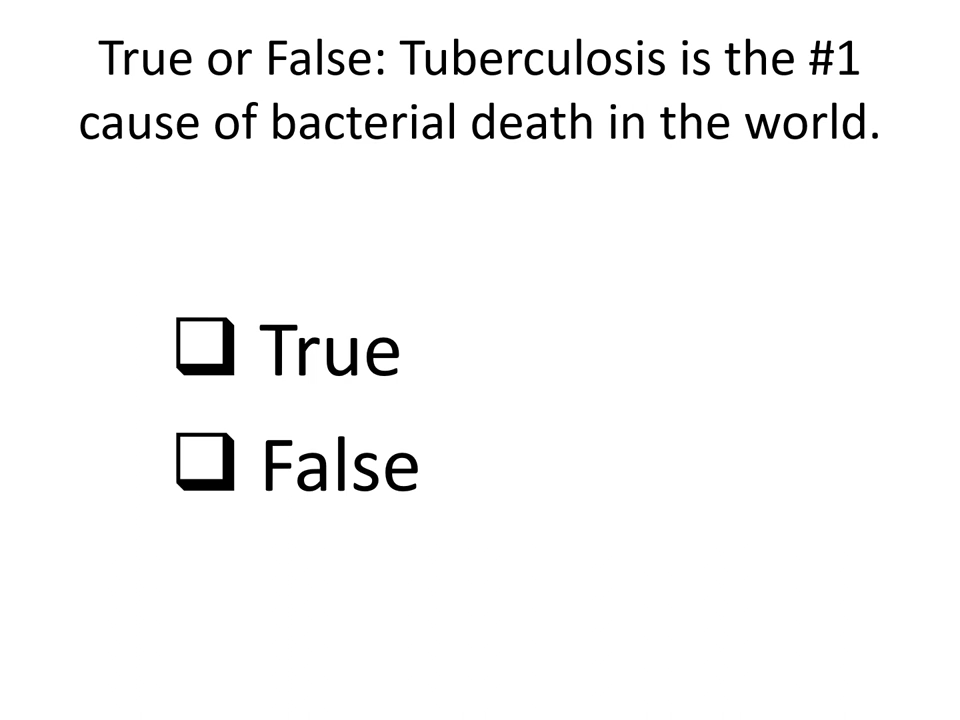 True or False: Tuberculosis is the #1
cause of bacterial death in the world.
True
False